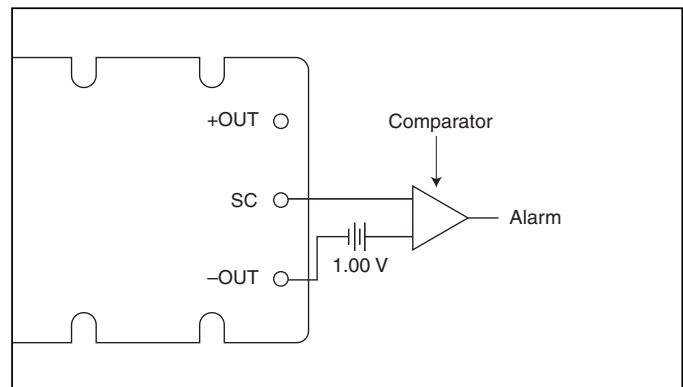 +OUT
Comparator
SC
Alarm
–OUT
1.00 V